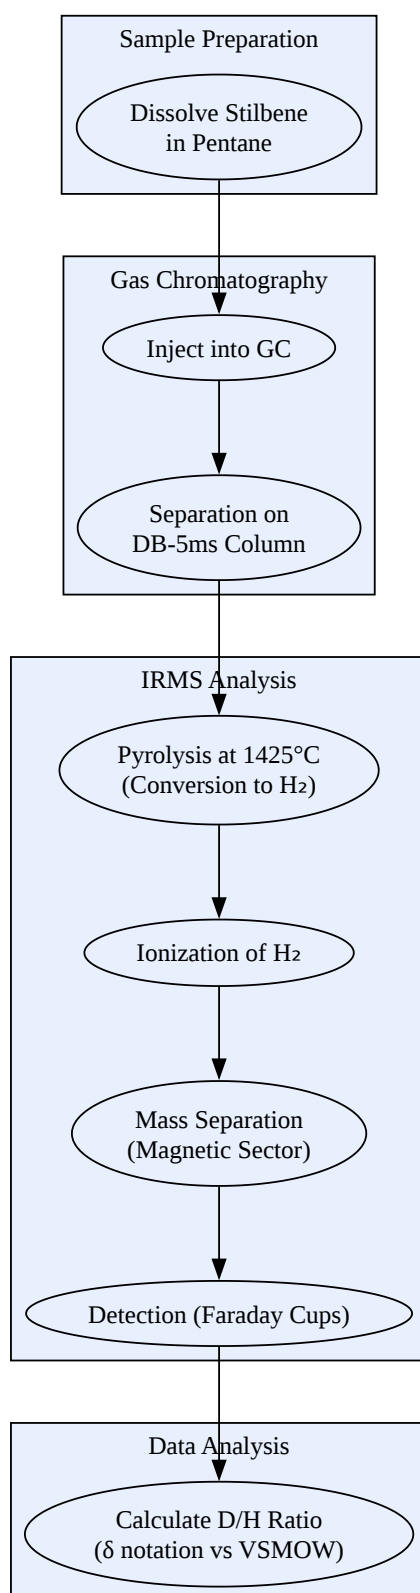 Sample Preparation
Dissolve Stilbene
in Pentane
Gas Chromatography
Inject into GC
Separation on
DB-5ms Column
IRMS Analysis
Pyrolysis at 1425°C
(Conversion to H₂)
Ionization of H₂
Mass Separation
(Magnetic Sector)
Detection (Faraday Cups)
Data Analysis
Calculate D/H Ratio
(δ notation vs VSMOW)